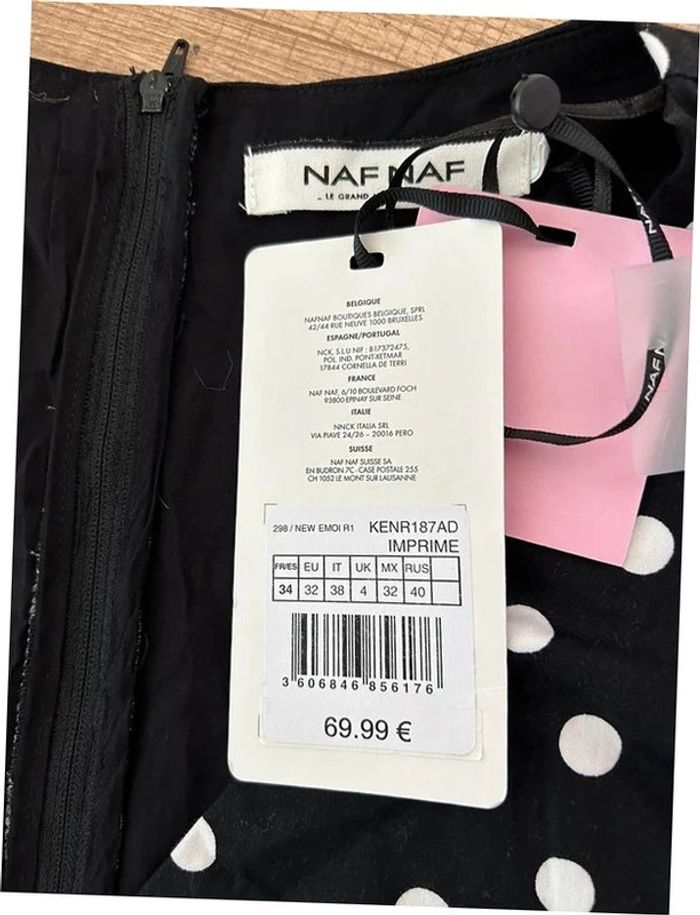 NAF NAF
LE GRAND
BELGIQUE
NAFNAF BOUTIQUES BELGIQUE, SPRL
42/44 RUE NEUVE 1000 BRUXELLES
ESPAGNE/PORTUGAL
NCK, S.L.U NIF : B17372475,
POL. IND. PONT-XETMAR
17844 CORNELLA DE TERRI
FRANCE
NAF NAF, 6/10 BOULEVARD FOCH
93800 EPINAY SUR SEINE
ITALIE
NNCK ITALIA SRL
VIA PIAVE 24/26 – 20016 PERO
SUISSE
NAF NAF SUISSE SA
EN BUDRON 7C - CASE POSTALE 255
CH 1052 LE MONT SUR LAUSANNE
298 / NEW EMOI R1 KENR187AD
IMPRIME
FR/ES EU IT UK MX RUS
34 32 38 4 32 40
3 606846 856176
69.99 €
NAF